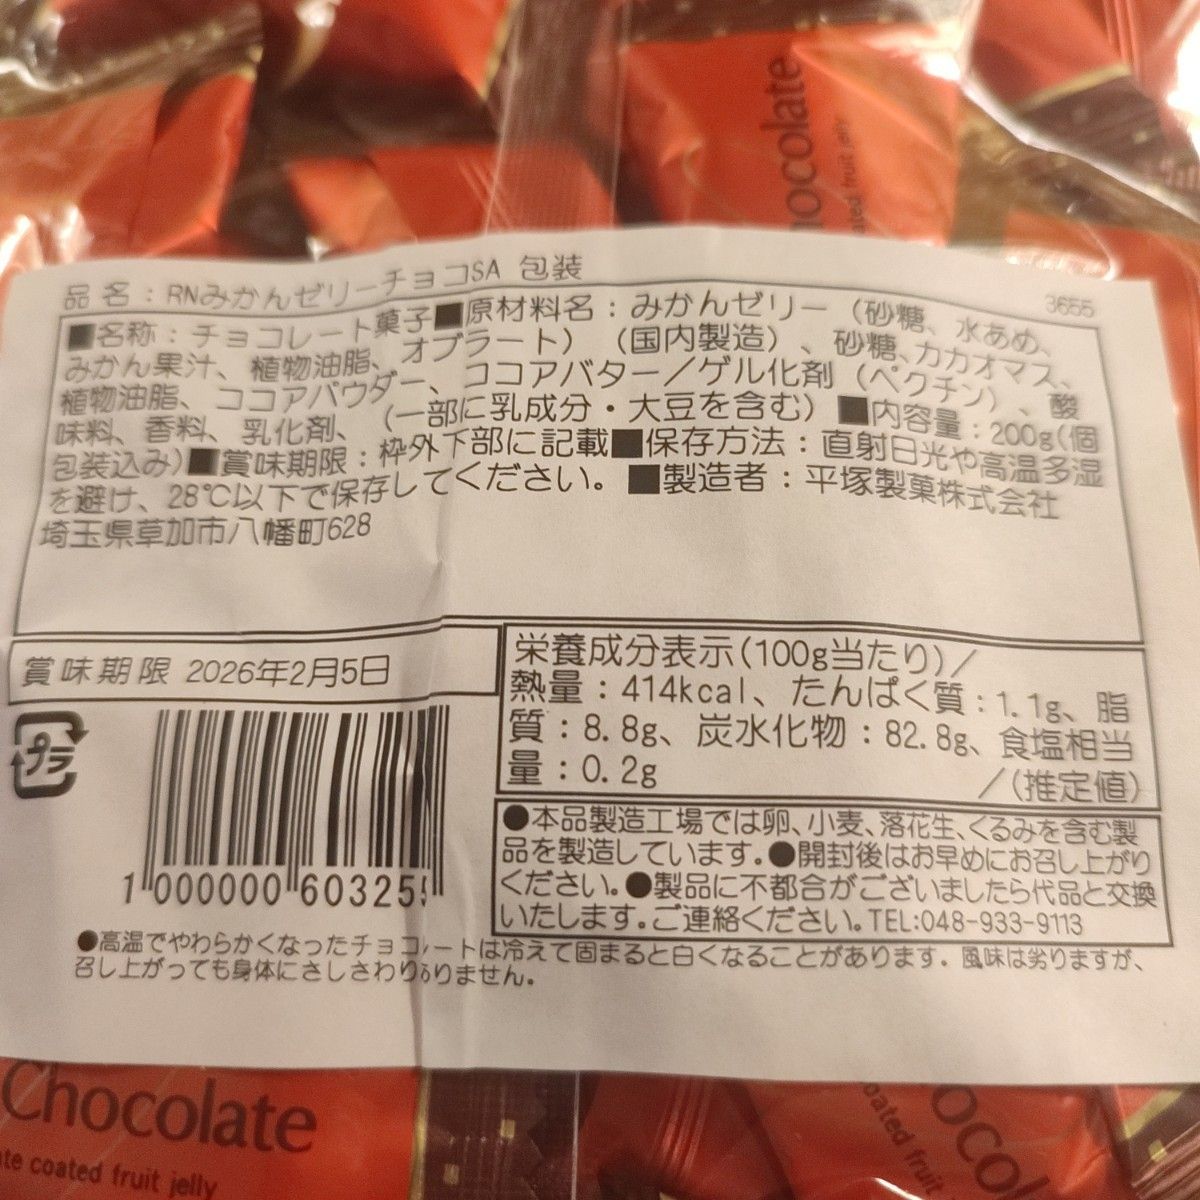 Chocolate
coated fruit jelly
品名：RNみかんゼリーチョコSA 包装
3655
■名称：チョコレート菓子■原材料名：みかんゼリー（砂糖、水あめ、
みかん果汁、植物油脂、オブラート）（国内製造）、砂糖、カカオマス、
植物油脂、ココアパウダー、ココアバター／ゲル化剤（ペクチン）、酸
味料、香料、乳化剤、（一部に乳成分・大豆を含む）■内容量：200g（個
包装込み）■賞味期限：枠外下部に記載■保存方法：直射日光や高温多湿
を避け、28℃以下で保存してください。■製造者：平塚製菓株式会社
埼玉県草加市八幡町628
賞味期限 2026年2月5日
プラ
1 000000 60325
栄養成分表示(100g当たり)／
熱量：414kcal、たんぱく質：1.1g、脂
質：8.8g、炭水化物：82.8g、食塩相当
量：0.2g
／(推定値)
●本品製造工場では卵、小麦、落花生、くるみを含む製
品を製造しています。●開封後はお早めにお召し上がり
ください。●製品に不都合がございましたら代品と交換
いたします。ご連絡ください。TEL:048-933-9113
●高温でやわらかくなったチョコレートは冷えて固まると白くなることがあります．風味は劣りますが、
召し上がっても身体にさしさわりありません．
Chocolate
coated fruit jelly